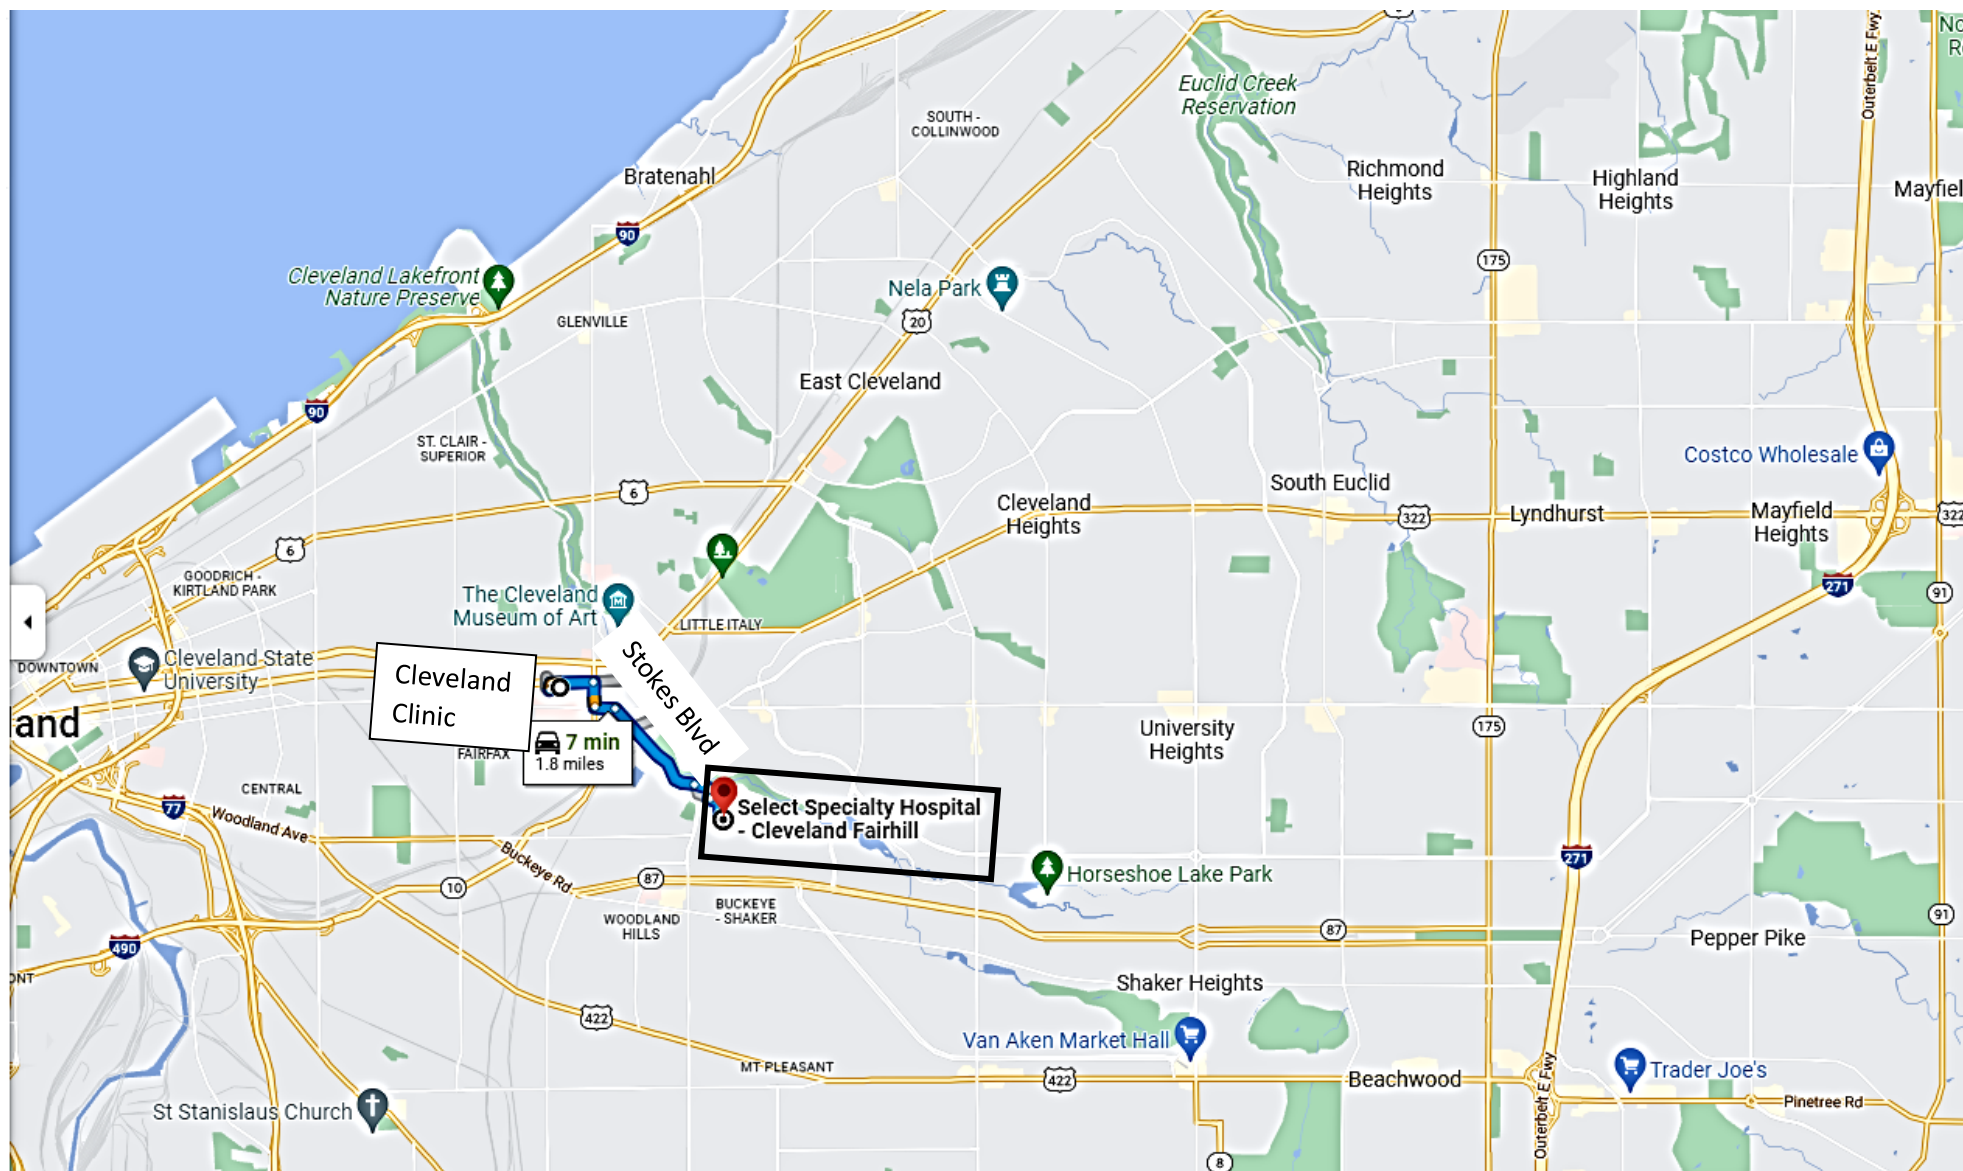 No
R
Outerbelt E Fwy
Euclid Creek
Reservation
SOUTH -
COLLINWOOD
Bratenahl
Richmond
Heights
Highland
Heights
Mayfiel
90
175
Cleveland Lakefront
Nature Preserve
Nela Park
GLENVILLE
20
East Cleveland
90
ST. CLAIR -
SUPERIOR
Costco Wholesale
6
Cleveland
Heights
South Euclid
322
Lyndhurst
Mayfield
Heights
322
6
GOODRICH -
KIRTLAND PARK
271
91
The Cleveland
Museum of Art
LITTLE ITALY
DOWNTOWN
Cleveland State
University
Cleveland
Clinic
Stokes Blvd
land
University
Heights
175
FAIRFAX
7 min
1.8 miles
CENTRAL
77
Woodland Ave
Select Specialty Hospital
- Cleveland Fairhill
Buckeye Rd
271
10
87
Horseshoe Lake Park
WOODLAND
HILLS
BUCKEYE
- SHAKER
91
87
490
Pepper Pike
ONT
Shaker Heights
422
Van Aken Market Hall
MT PLEASANT
422
Beachwood
Outerbelt E Fwy
Trader Joe's
St Stanislaus Church
Pinetree Rd
8